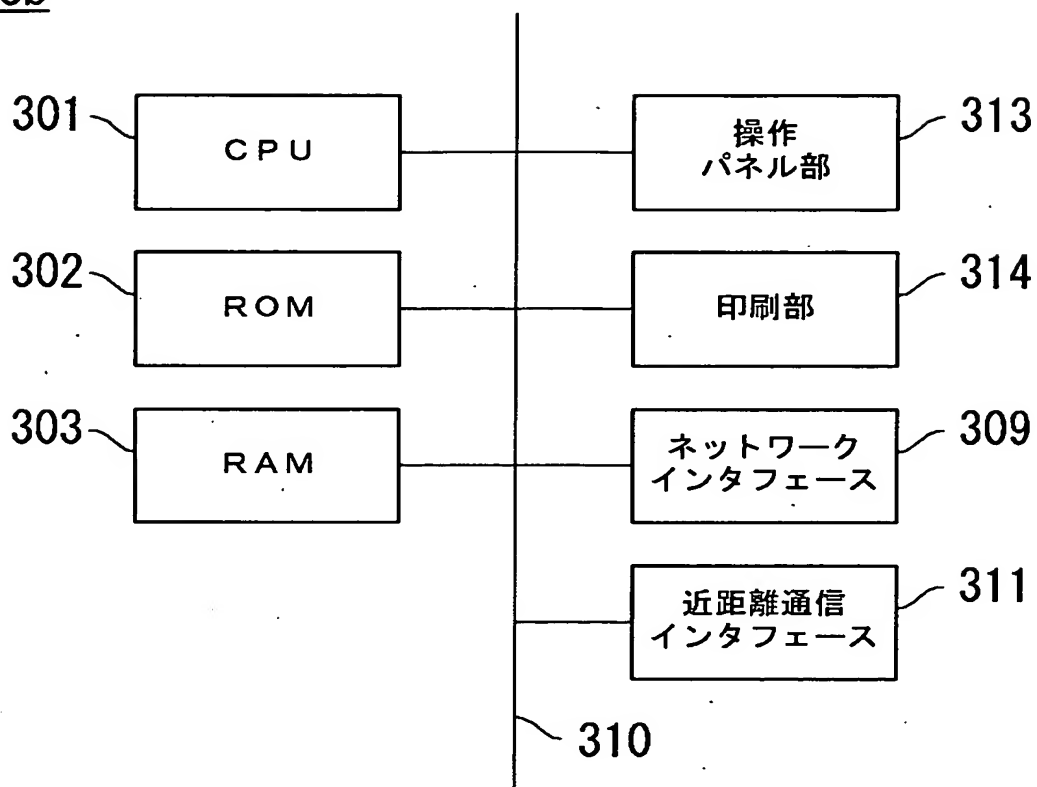 301
CPU
操作
パネル部
313
302
ROM
印刷部
314
303
RAM
ネットワーク
インタフェース
309
近距離通信
インタフェース
311
310